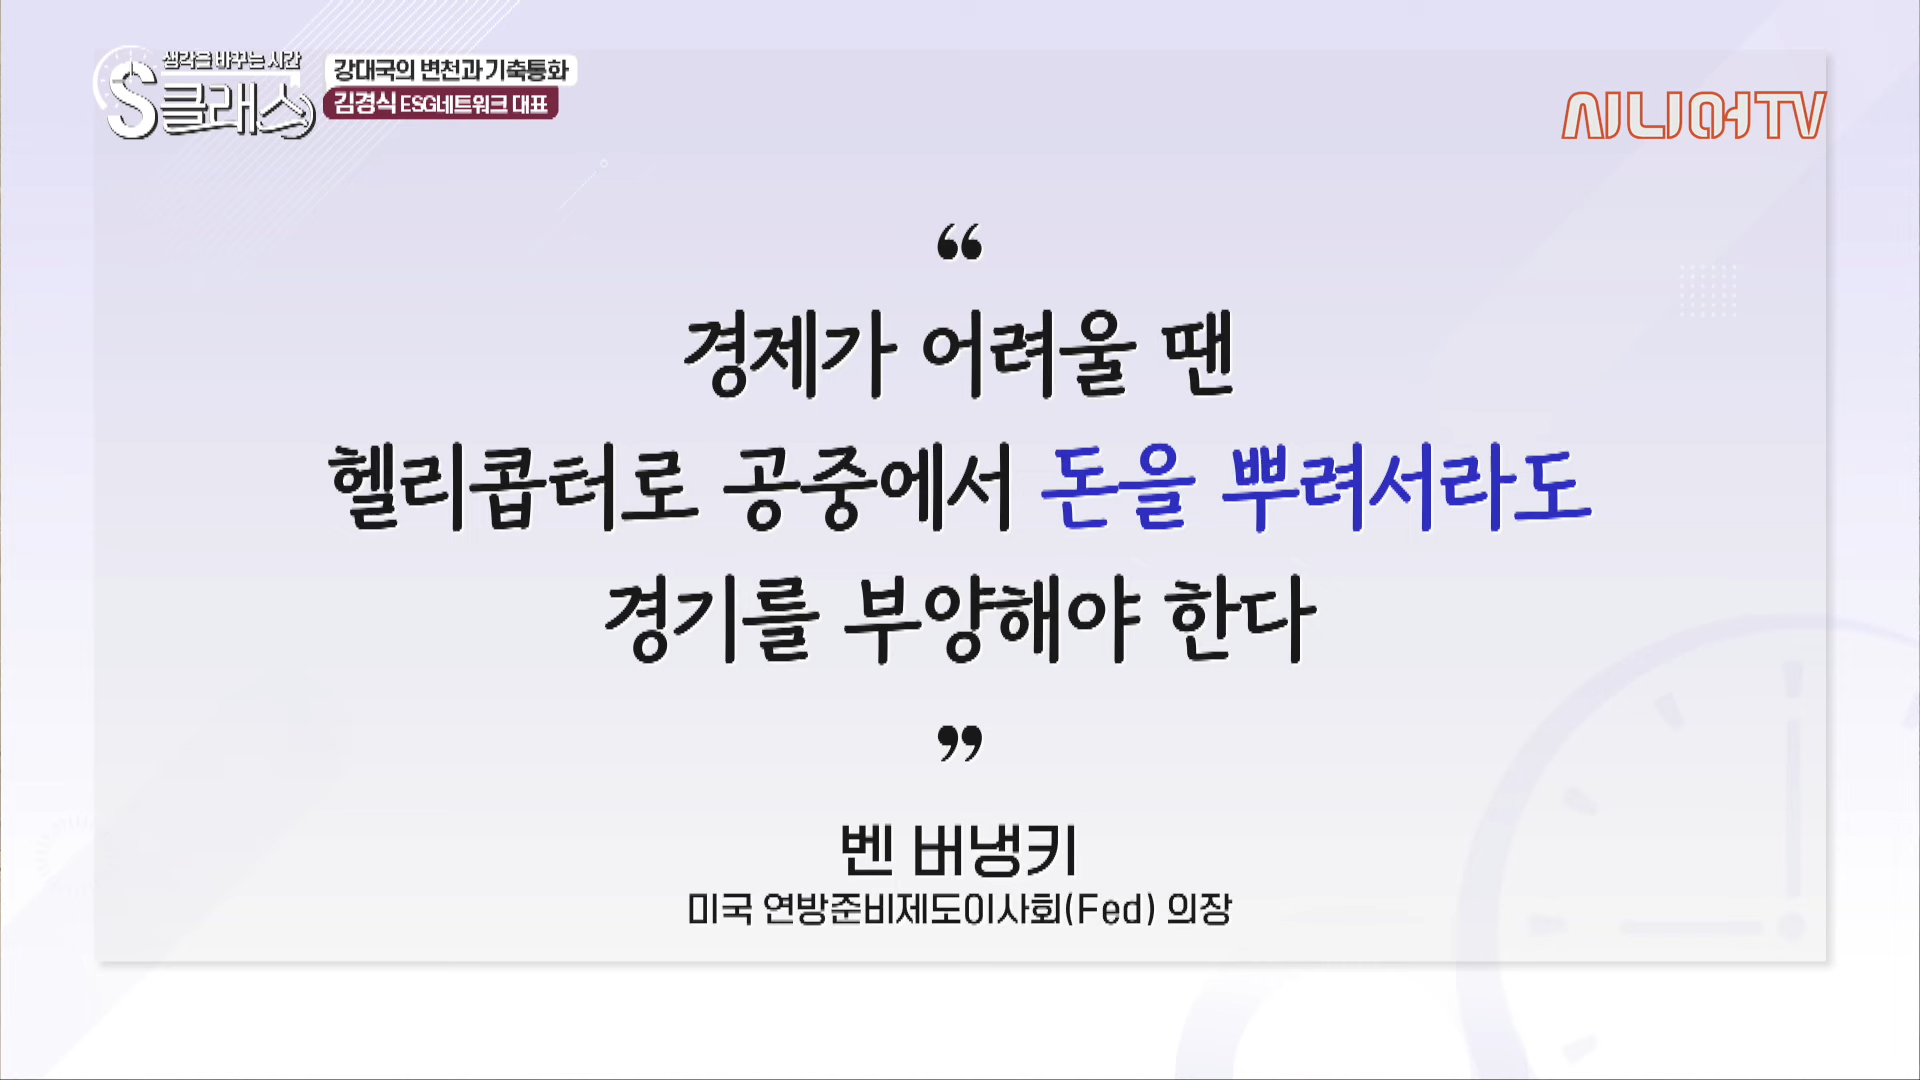 생각을 바꾸는 시간
S클래스
강대국의 변천과 기축통화
김경식 ESG네트워크 대표
시니어TV
“
경제가 어려울 땐
헬리콥터로 공중에서 돈을 뿌려서라도
경기를 부양해야 한다
”
벤 버냉키
미국 연방준비제도이사회(Fed) 의장